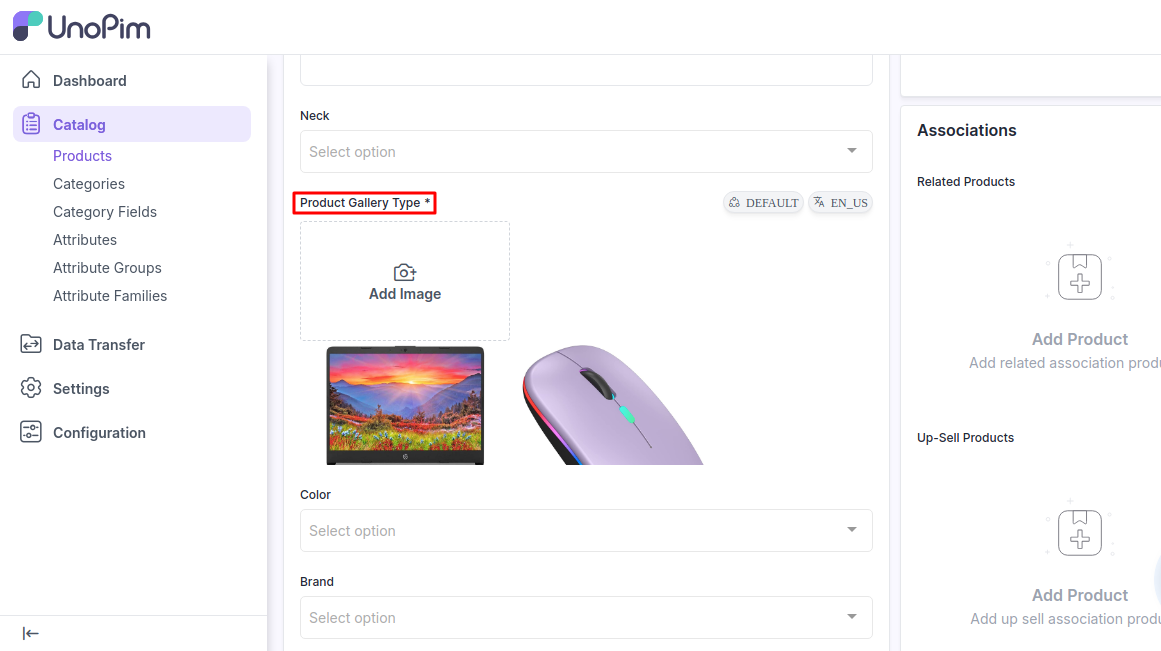 UnoPim
Dashboard
Catalog
Products
Categories
Category Fields
Attributes
Attribute Groups
Attribute Families
Data Transfer
Settings
Configuration
Neck
Select option
Product Gallery Type *
DEFAULT
EN_US
Add Image
Color
Select option
Brand
Select option
Associations
Related Products
Add Product
Add related association produ
Up-Sell Products
Add Product
Add up sell association produ